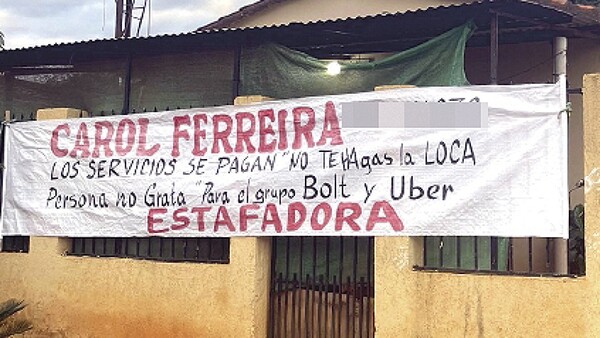 CAROL FERREIRA
LOS SERVICIOS SE PAGAN "NO TE HAgas la LOCA
Persona no Grata "Para el grupo Bolt y Uber
ESTAFADORA